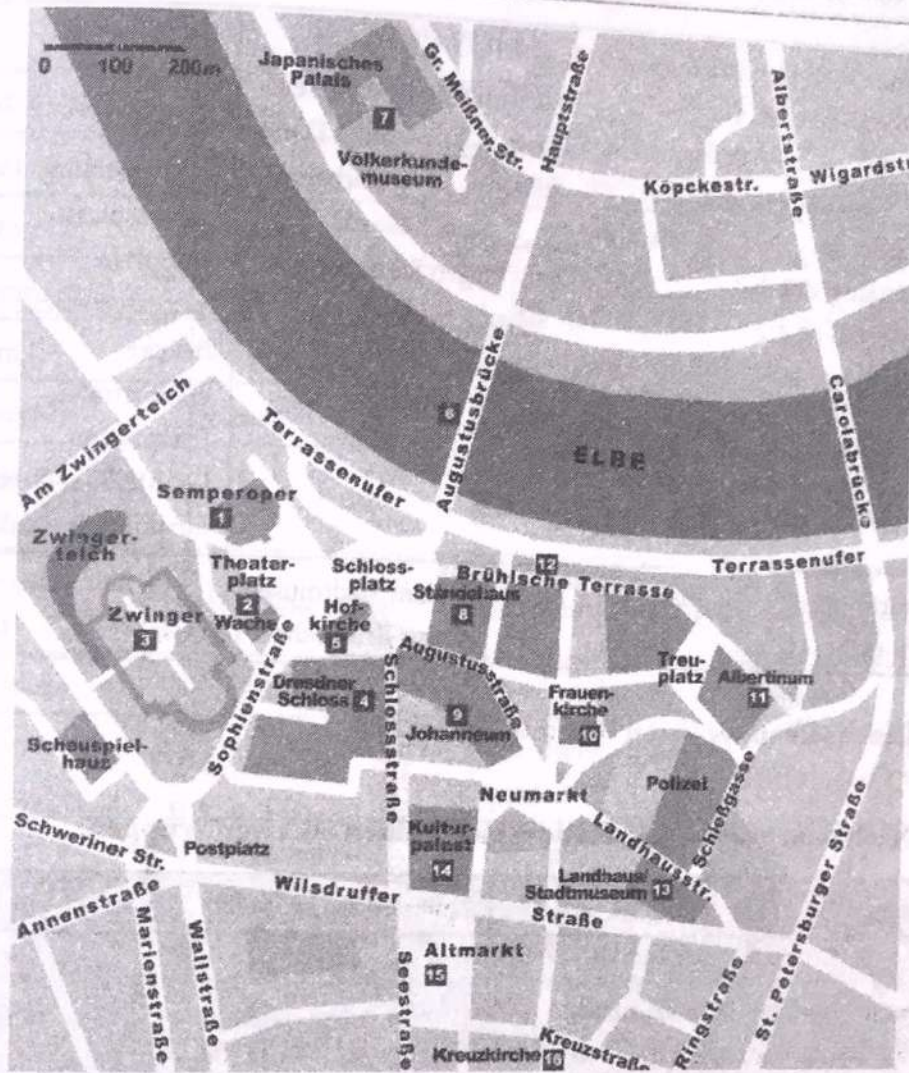 0 100 200m
Japanisches
Palais
7
Völkerkunde-
museum
Gr. Meißner Str.
Hauptstraße
Albertstraße
Köpckestr.
Wigardstr
Augustusbrücke
6
ELBE
Carolabrücke
Am Zwingerteich
Terrassenufer
Semperoper
1
Zwinger-
teich
Theater-
platz
2
Wache
Schloss-
platz
12
Brühlische Terrasse
Terrassenufer
Ständehaus
8
Zwinger
3
Hof-
kirche
5
Sophienstraße
Augustusstraße
Treu-
platz
Albertinum
11
Dresdner
Schloss 4
Schlossstraße
9
Johanneum
Frauen-
kirche
10
Schauspiel-
haus
Polizei
Neumarkt
Schießgasse
Landhausstr.
St. Petersburger Straße
Schweriner Str.
Postplatz
Kultur-
palast
14
Landhaus/
Stadtmuseum 13
Wilsdruffer
Straße
Annenstraße
Marienstraße
Wallstraße
Seestraße
Altmarkt
15
Ringstraße
Kreuzkirche 16
Kreuzstraße